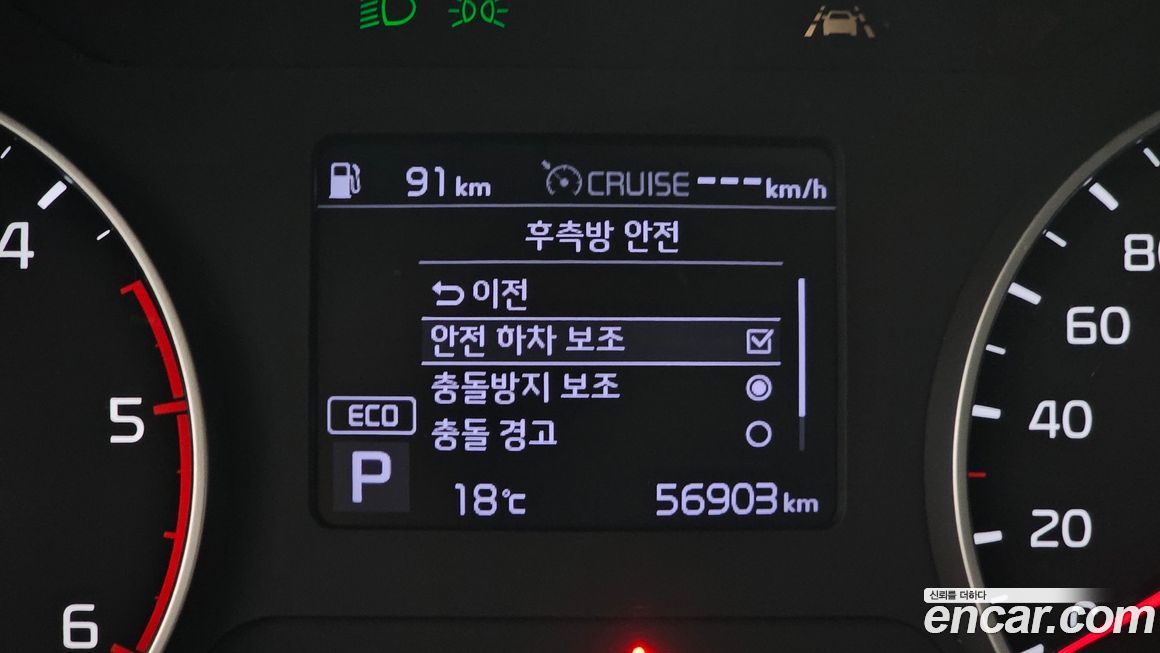 91 km CRUISE ---km/h
후측방 안전
이전
안전 하차 보조
충돌방지 보조
충돌 경고
ECO
P
18°C 56903 km
4
5
6
80
60
40
20
0
신뢰를 더하다
encar.com